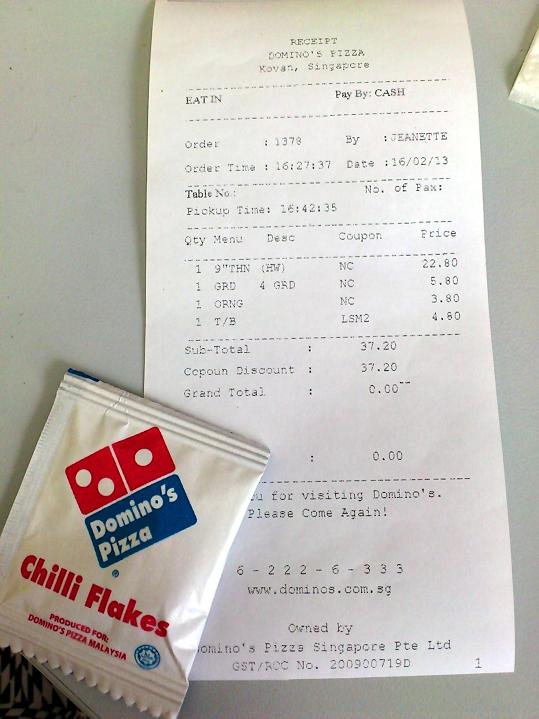 RECEIPT
DOMINO'S PIZZA
Kovan, Singapore
EAT IN Pay By: CASH
Order : 1378 By :JEANETTE
Order Time : 16:27:37 Date :16/02/13
Table No.: No. of Pax:
Pickup Time: 16:42:35
Qty Menu Desc Coupon Price
1 9"THN (HW) NC 22.80
1 GRD 4 GRD NC 5.80
1 ORNG NC 3.80
1 T/B LSM2 4.80
Sub-Total : 37.20
Copoun Discount : 37.20
Grand Total : 0.00
: 0.00
for visiting Domino's.
Please Come Again!
6-222-6-333
www.dominos.com.sg
Owned by
Domino's Pizza Singapore Pte Ltd
GST/ROC No. 200900719D 1
Domino's
Pizza
®
Chilli Flakes
PRODUCED FOR:
DOMINO'S PIZZA MALAYSIA